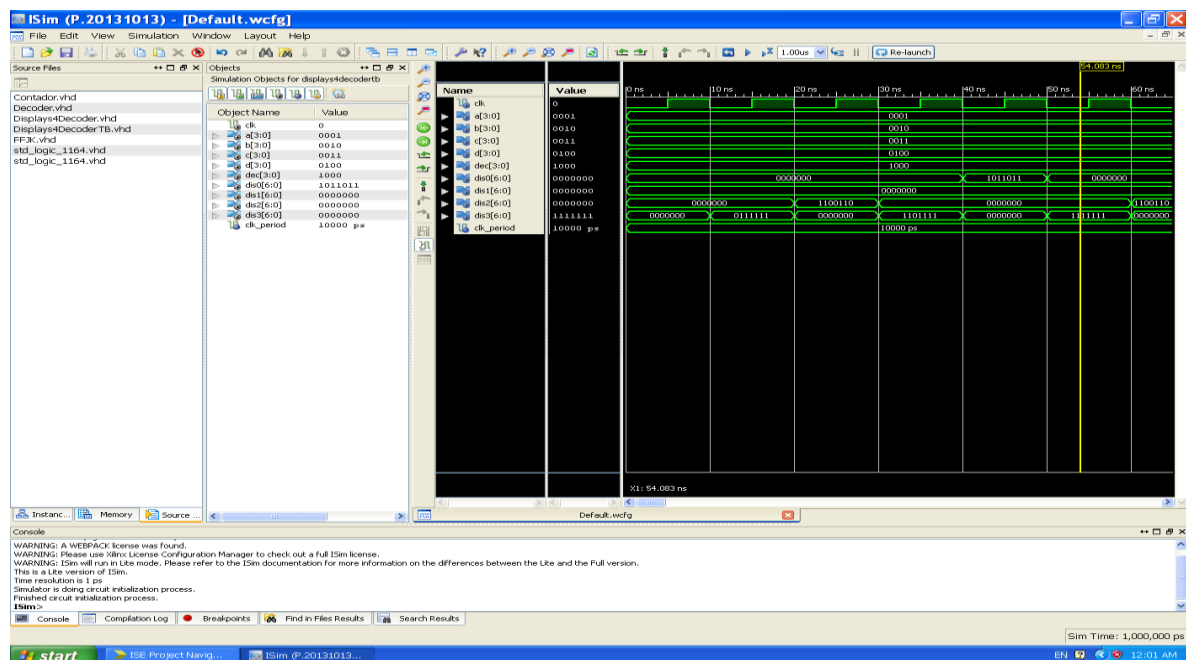 ISim (P.20131013) - [Default.wcfg]
File Edit View Simulation Window Layout Help
1.00us Re-launch
Source Files
Contador.vhd
Decoder.vhd
Displays4Decoder.vhd
Displays4DecoderTB.vhd
FFJK.vhd
std_logic_1164.vhd
std_logic_1164.vhd
Instanc... Memory Source ...
Objects
Simulation Objects for displays4decodertb
Object Name Value
clk 0
a[3:0] 0001
b[3:0] 0010
c[3:0] 0011
d[3:0] 0100
dec[3:0] 1000
dis0[6:0] 1011011
dis1[6:0] 0000000
dis2[6:0] 0000000
dis3[6:0] 0000000
clk_period 10000 ps
54.083 ns
Name Value 0 ns 10 ns 20 ns 30 ns 40 ns 50 ns 60 ns
clk 0
a[3:0] 0001 0001
b[3:0] 0010 0010
c[3:0] 0011 0011
d[3:0] 0100 0100
dec[3:0] 1000 1000
dis0[6:0] 0000000 0000000 1011011 0000000
dis1[6:0] 0000000 0000000
dis2[6:0] 0000000 0000000 1100110 0000000 1100110
dis3[6:0] 1111111 0000000 0111111 0000000 1101111 0000000 1111111 0000000
clk_period 10000 ps 10000 ps
X1: 54.083 ns
Default.wcfg
Console
WARNING: A WEBPACK license was found.
WARNING: Please use Xilinx License Configuration Manager to check out a full ISim license.
WARNING: ISim will run in Lite mode. Please refer to the ISim documentation for more information on the differences between the Lite and the Full version.
This is a Lite version of ISim.
Time resolution is 1 ps
Simulator is doing circuit initialization process.
Finished circuit initialization process.
ISim>
Console Compilation Log Breakpoints Find in Files Results Search Results
Sim Time: 1,000,000 ps
start ISE Project Navig... ISim (P.20131013... EN 12:01 AM